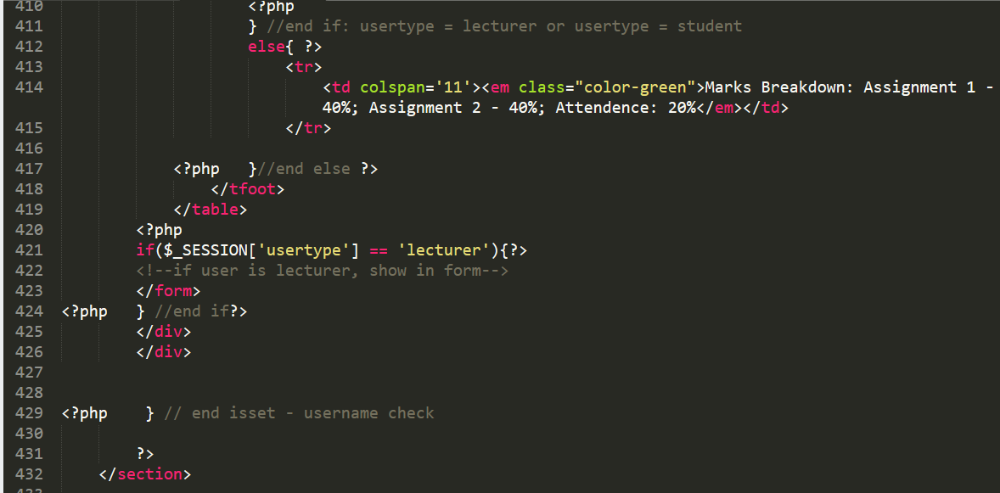 410 <?php
411 } //end if: usertype = lecturer or usertype = student
412 else{ ?>
413 <tr>
414 <td colspan='11'><em class="color-green">Marks Breakdown: Assignment 1 -
40%; Assignment 2 - 40%; Attendence: 20%</em></td>
415 </tr>
416
417 <?php }//end else ?>
418 </tfoot>
419 </table>
420 <?php
421 if($_SESSION['usertype'] == 'lecturer'){?>
422 <!--if user is lecturer, show in form-->
423 </form>
424 <?php } //end if?>
425 </div>
426 </div>
427
428
429 <?php } // end isset - username check
430
431 ?>
432 </section>